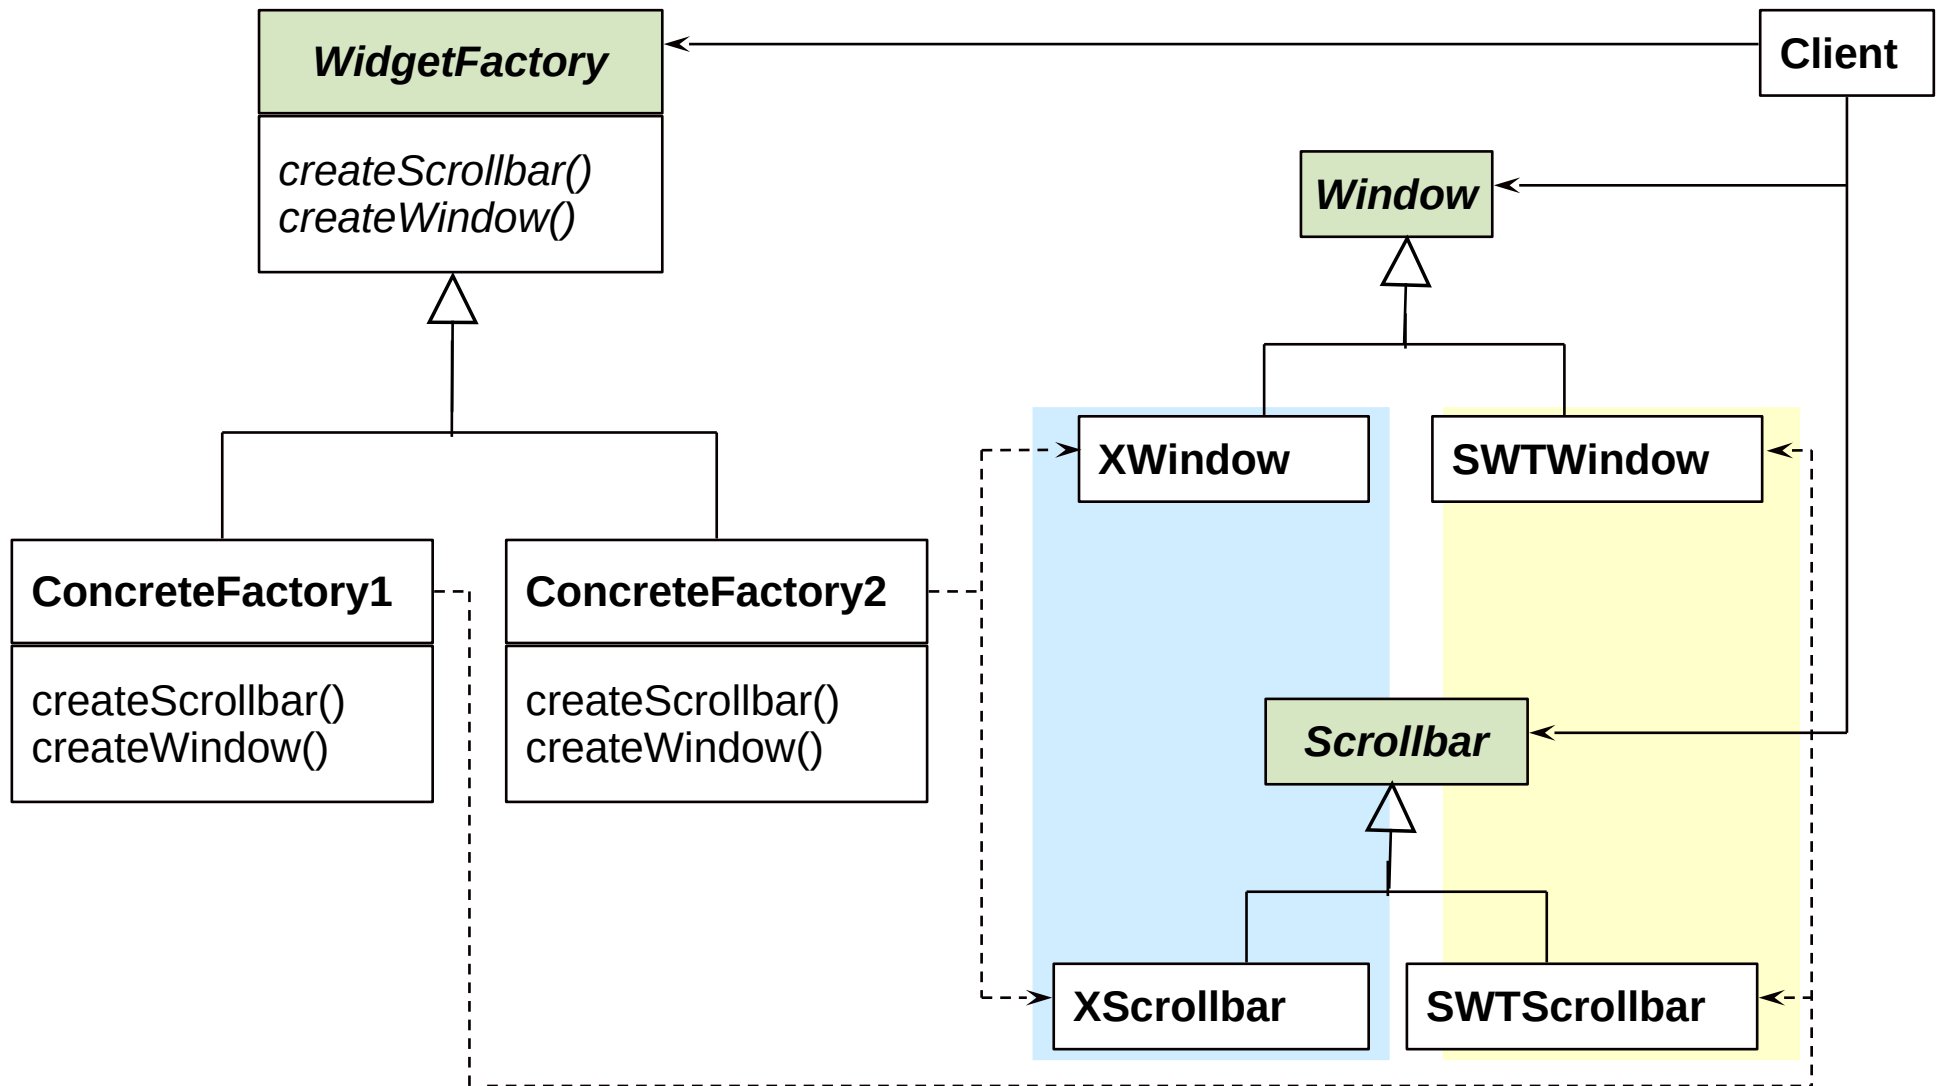 WidgetFactory
createScrollbar()
createWindow()
Client
Window
XWindow
SWTWindow
ConcreteFactory1
createScrollbar()
createWindow()
ConcreteFactory2
createScrollbar()
createWindow()
Scrollbar
XScrollbar
SWTScrollbar